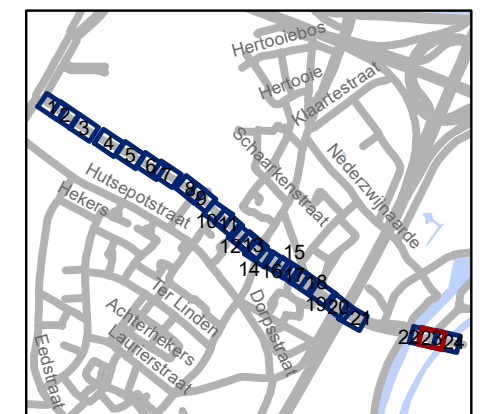 Hertooiebos
Hertooie
Klaartestraat
Schaarkenstraat
Nederzwijnaarde
Hutsepotstraat
Hekers
Ter Linden
Achterhekers
Laurierstraat
Dorpsstraat
Eedstraat
1
2
3
4
5
6
7
8
9
10
11
12
13
14
15
16
17
18
19
20
21
22
23
24